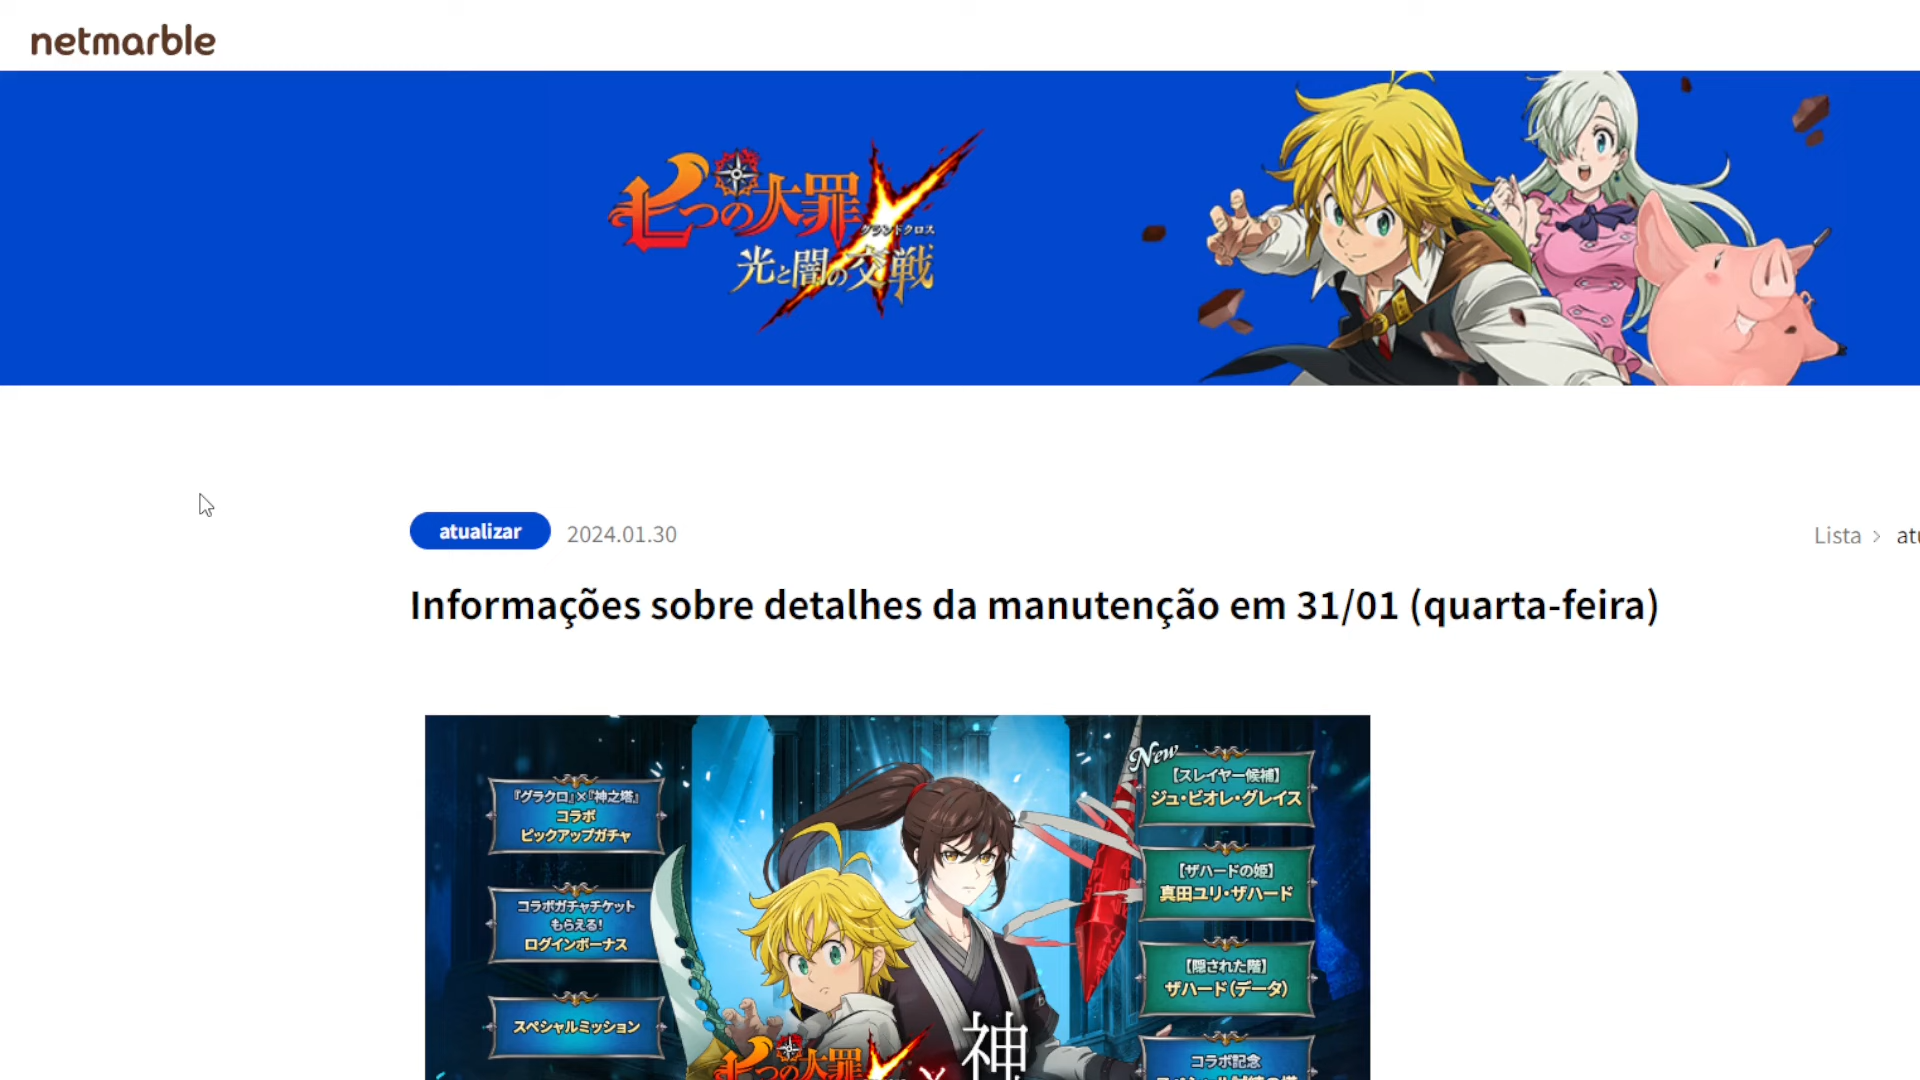 netmarble
七つの大罪
グランドクロス
光と闇の交戦
atualizar
2024.01.30
Lista > atu
Informações sobre detalhes da manutenção em 31/01 (quarta-feira)
『グラクロ』×『神之塔』
コラボ
ピックアップガチャ
コラボガチャチケット
もらえる!
ログインボーナス
スペシャルミッション
New
【スレイヤー候補】
ジュ・ビオレ・グレイス
【ザハードの姫】
真田ユリ・ザハード
【隠された階】
ザハード(データ)
コラボ記念
七つの大罪
×
神